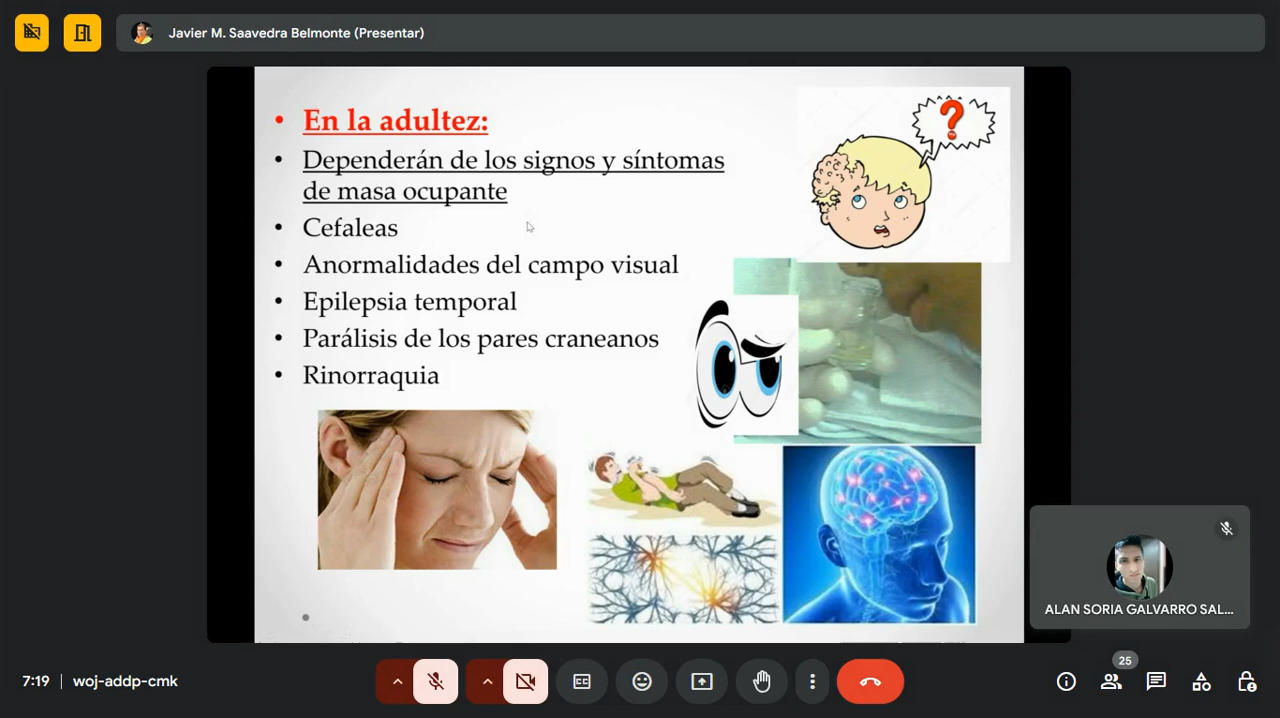 Javier M. Saavedra Belmonte (Presentar)
• En la adultez:
• Dependerán de los signos y síntomas
de masa ocupante
• Cefaleas
• Anormalidades del campo visual
• Epilepsia temporal
• Parálisis de los pares craneanos
• Rinorraquia
?
ALAN SORIA GALVARRO SAL...
7:19 | woj-addp-cmk
CC
25